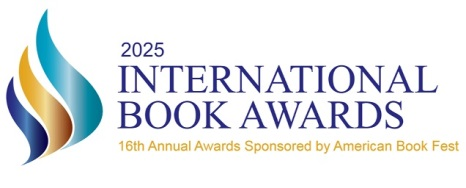 2025
INTERNATIONAL
BOOK AWARDS
16th Annual Awards Sponsored by American Book Fest